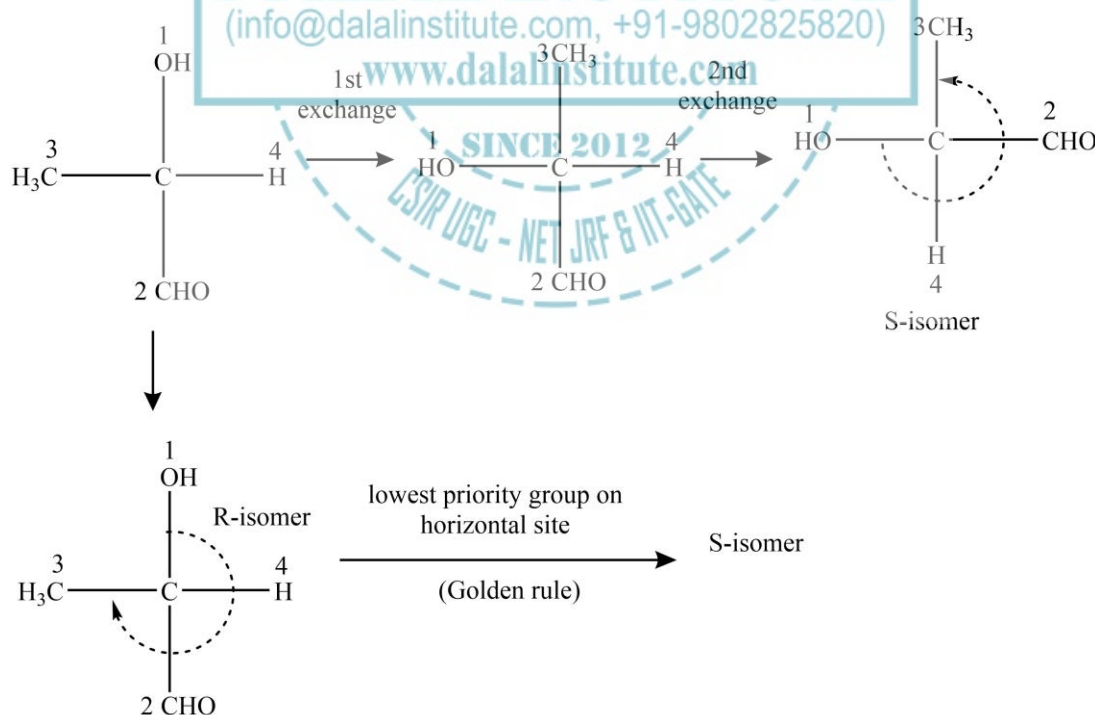 (info@dalalinstitute.com, +91-9802825820)
www.dalalinstitute.com
SINCE 2012
CSIR UGC - NET JRF & IIT-GATE
1
OH
3
H₃C
C
4
H
2 CHO
1st
exchange
3CH₃
1
HO
C
4
H
2 CHO
2nd
exchange
3CH₃
1
HO
C
2
CHO
H
4
S-isomer
1
OH
R-isomer
3
H₃C
C
4
H
2 CHO
lowest priority group on
horizontal site
(Golden rule)
S-isomer